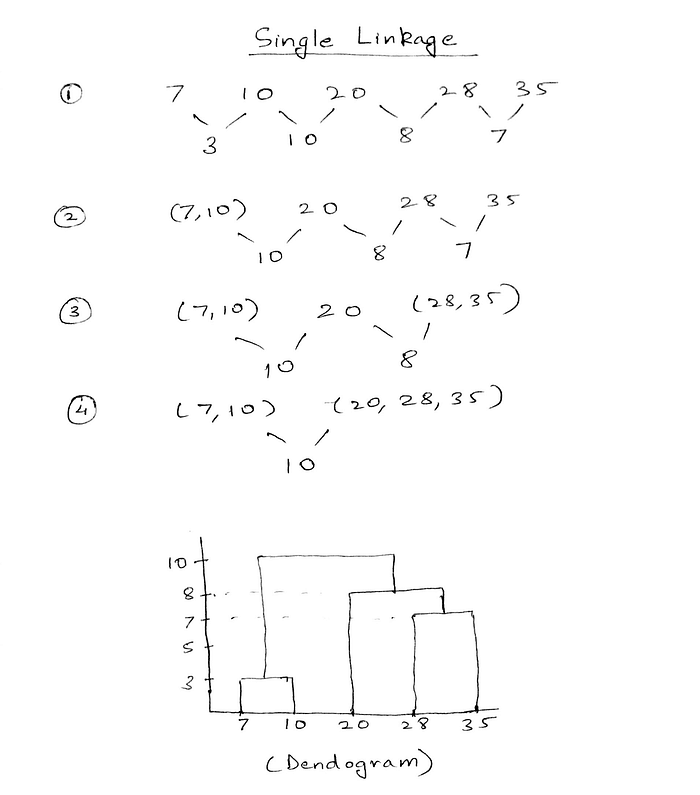 Single Linkage
① 7 10 20 28 35
3 10 8 7
② (7,10) 20 28 35
10 8 7
③ (7,10) 20 (28,35)
10 8
④ (7,10) (20, 28, 35)
10
10
8
7
5
3
7 10 20 28 35
(Dendogram)